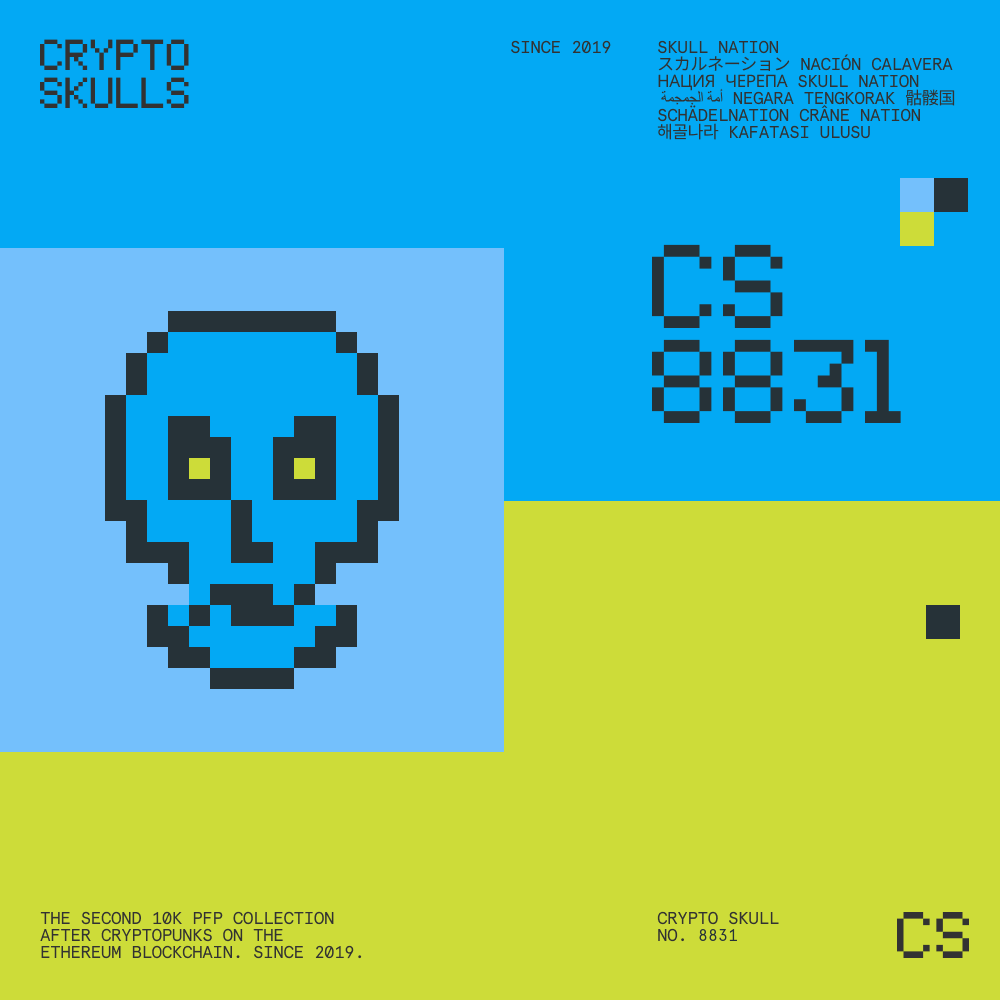 CRYPTO
SKULLS
SINCE 2019
SKULL NATION
スカルネーション NACIÓN CALAVERA
НАЦИЯ ЧЕРЕПА SKULL NATION
أمة الجمجمة NEGARA TENGKORAK 骷髅国
SCHÄDELNATION CRÂNE NATION
해골나라 KAFATASI ULUSU
CS
8831
THE SECOND 10K PFP COLLECTION
AFTER CRYPTOPUNKS ON THE
ETHEREUM BLOCKCHAIN. SINCE 2019.
CRYPTO SKULL
NO. 8831
CS